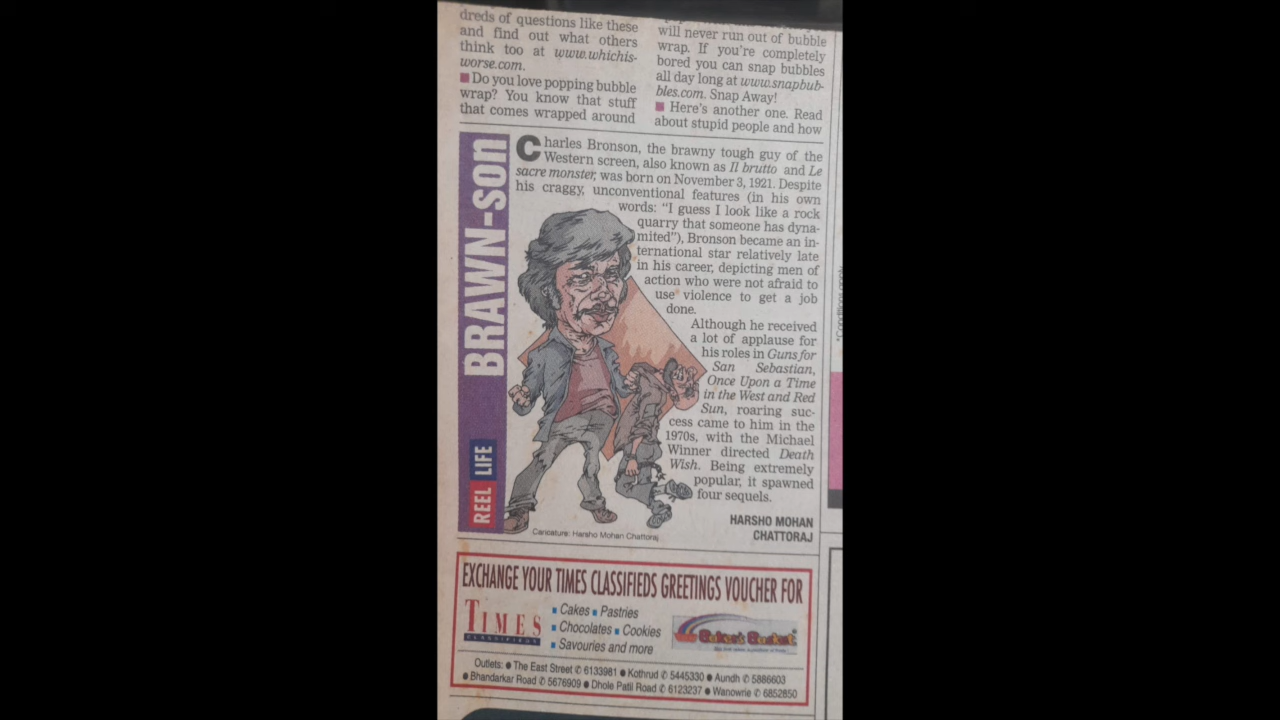 dreds of questions like these
and find out what others
think too at www.whichis-
worse.com.
Do you love popping bubble
wrap? You know that stuff
that comes wrapped around
will never run out of bubble
wrap. If you're completely
bored you can snap bubbles
all day long at www.snapbub-
bles.com. Snap Away!
Here's another one. Read
about stupid people and how
BRAWN-son
REEL LIFE
Charles Bronson, the brawny tough guy of the
Western screen, also known as Il brutto and Le
sacre monster, was born on November 3, 1921. Despite
his craggy, unconventional features (in his own
words: "I guess I look like a rock
quarry that someone has dyna-
mited"), Bronson became an in-
ternational star relatively late
in his career, depicting men of
action who were not afraid to
use violence to get a job
done.
Although he received
a lot of applause for
his roles in Guns for
San Sebastian,
Once Upon a Time
in the West and Red
Sun, roaring suc-
cess came to him in the
1970s, with the Michael
Winner directed Death
Wish. Being extremely
popular, it spawned
four sequels.
HARSHO MOHAN
CHATTORAJ
Caricature: Harsho Mohan Chattoraj
EXCHANGE YOUR TIMES CLASSIFIEDS GREETINGS VOUCHER FOR
TIMES
CLASSIFIEDS
Cakes Pastries
Chocolates Cookies
Savouries and more
Outlets: The East Street ✆ 6133981 Kothrud ✆ 5445330 Aundh ✆ 5886603
Bhandarkar Road ✆ 5676909 Dhole Patil Road ✆ 6123237 Wanowrie ✆ 6852850